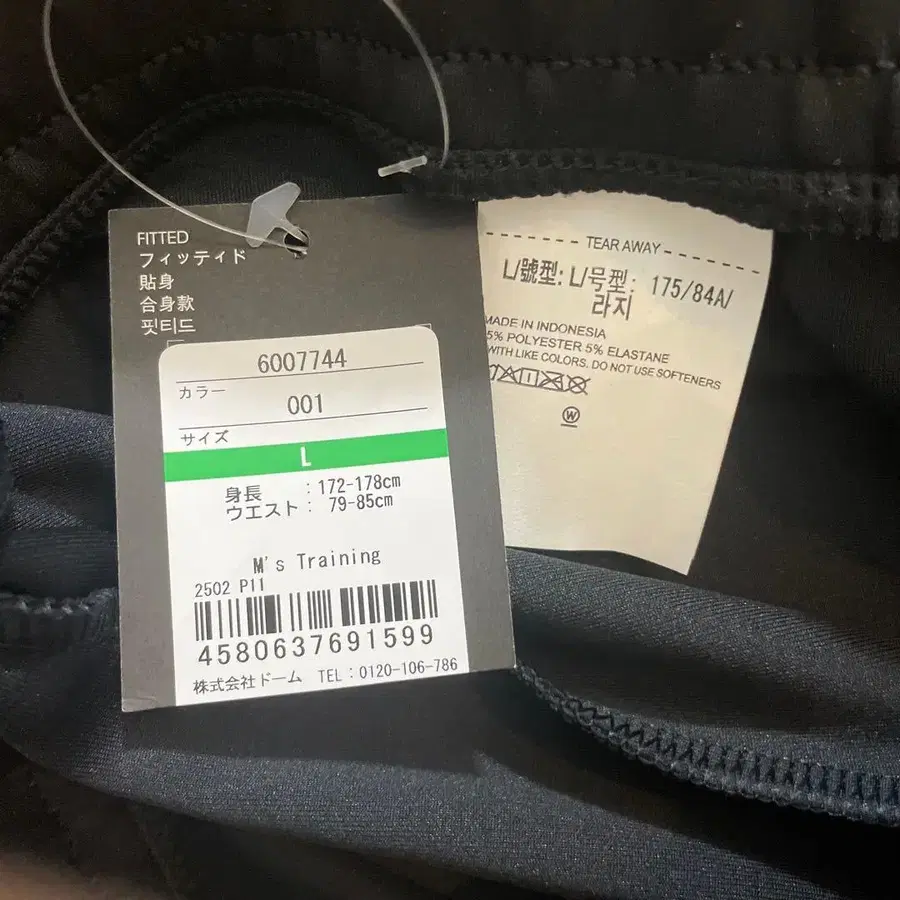 FITTED
フィッティド
貼身
合身款
핏티드
6007744
カラー
001
サイズ
L
身長 : 172-178cm
ウエスト : 79-85cm
M's Training
2502 P11
4580637691599
株式会社ドーム TEL : 0120-106-786
TEAR AWAY
L/號型: L/号型: 175/84A/
라지
MADE IN INDONESIA
5% POLYESTER 5% ELASTANE
WITH LIKE COLORS. DO NOT USE SOFTENERS
W